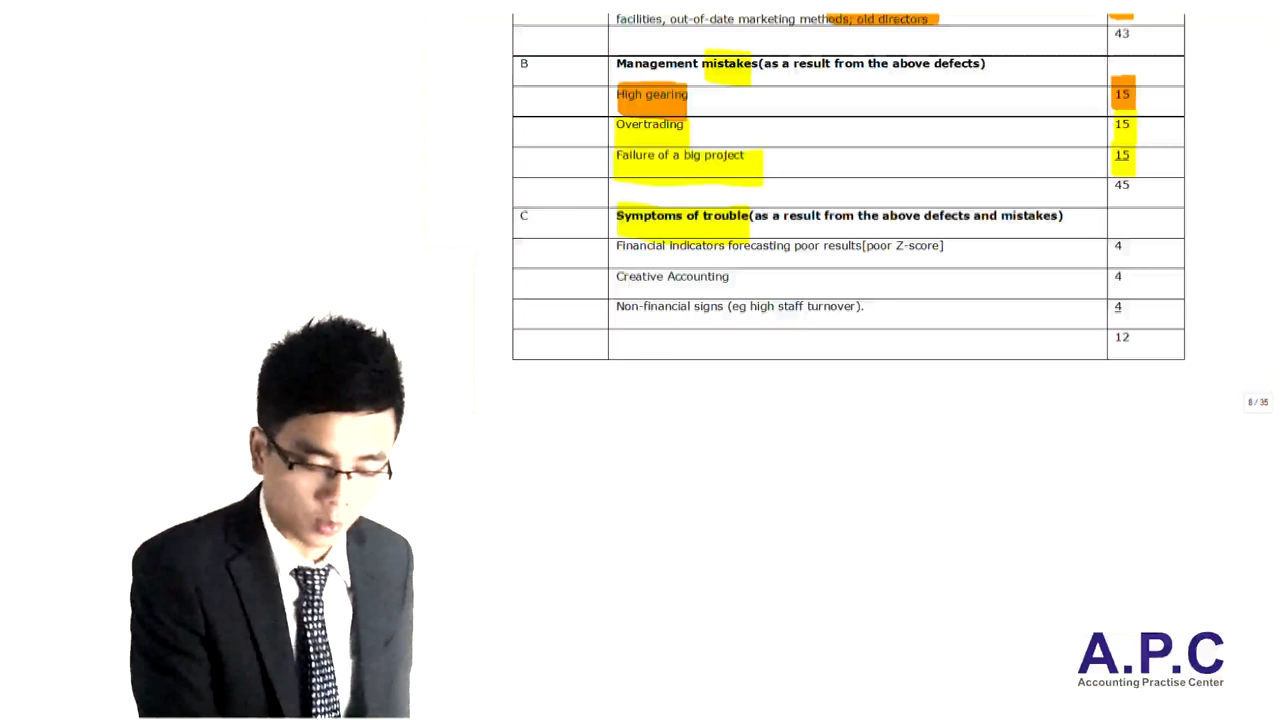 facilities, out-of-date marketing methods; old directors
43
B Management mistakes(as a result from the above defects)
High gearing 15
Overtrading 15
Failure of a big project 15
45
C Symptoms of trouble(as a result from the above defects and mistakes)
Financial indicators forecasting poor results[poor Z-score] 4
Creative Accounting 4
Non-financial signs (eg high staff turnover). 4
12
8 / 35
A.P.C
Accounting Practise Center